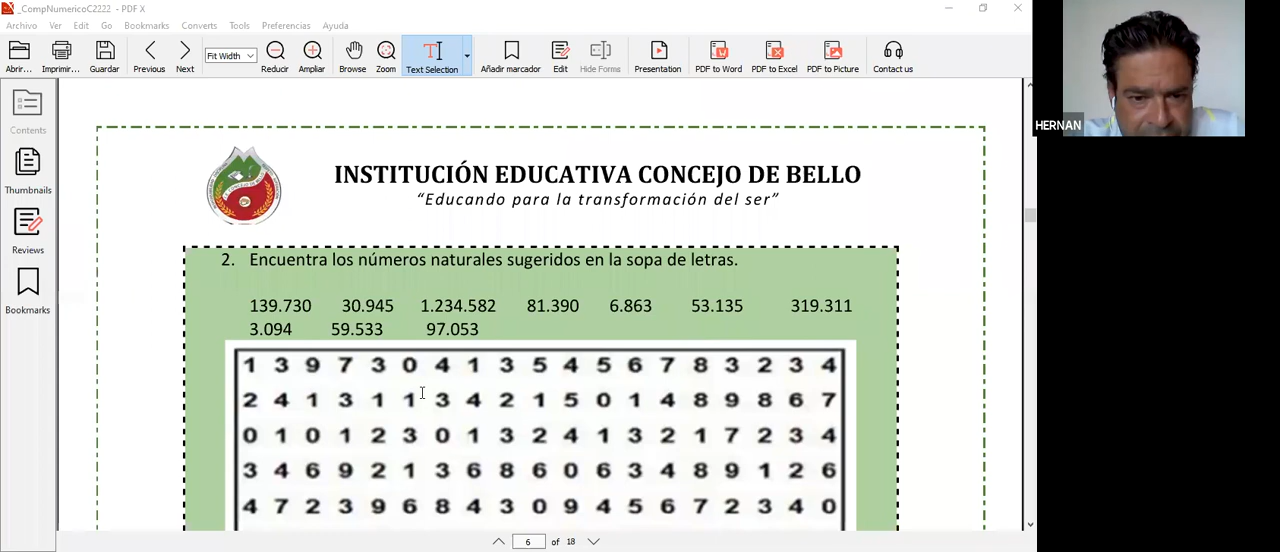 _CompNumericoC2222 - PDF X
Archivo Ver Edit Go Bookmarks Converts Tools Preferencias Ayuda
Abrir... Imprimir... Guardar Previous Next Fit Width Reducir Ampliar Browse Zoom Text Selection Añadir marcador Edit Hide Forms Presentation PDF to Word PDF to Excel PDF to Picture Contact us
HERNAN
Contents
Thumbnails
Reviews
Bookmarks
INSTITUCIÓN EDUCATIVA CONCEJO DE BELLO
“Educando para la transformación del ser”
2. Encuentra los números naturales sugeridos en la sopa de letras.
139.730 30.945 1.234.582 81.390 6.863 53.135 319.311
3.094 59.533 97.053
1 3 9 7 3 0 4 1 3 5 4 5 6 7 8 3 2 3 4
2 4 1 3 1 1 3 4 2 1 5 0 1 4 8 9 8 6 7
0 1 0 1 2 3 0 1 3 2 4 1 3 2 1 7 2 3 4
3 4 6 9 2 1 3 6 8 6 0 6 3 4 8 9 1 2 6
4 7 2 3 9 6 8 4 3 0 9 4 5 6 7 2 3 4 0
6 of 18